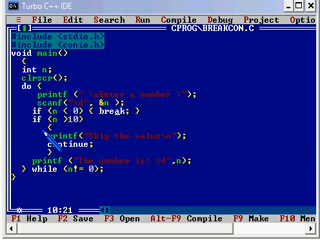 Turbo C++ IDE
File Edit Search Run Compile Debug Project Optio
CPROG\BREAKCON.C
#include <stdio.h>
#include <conio.h>
void main()
{
int n;
clrscr();
do {
printf (" \nEnter a number :");
scanf("%d", &n );
if (n < 0) { break; }
if (n >10)
{
printf("Skip the value\n");
continue;
}
printf ("The number is: %d",n);
} while (n!= 0);
}
10:21
F1 Help F2 Save F3 Open Alt-F9 Compile F9 Make F10 Men